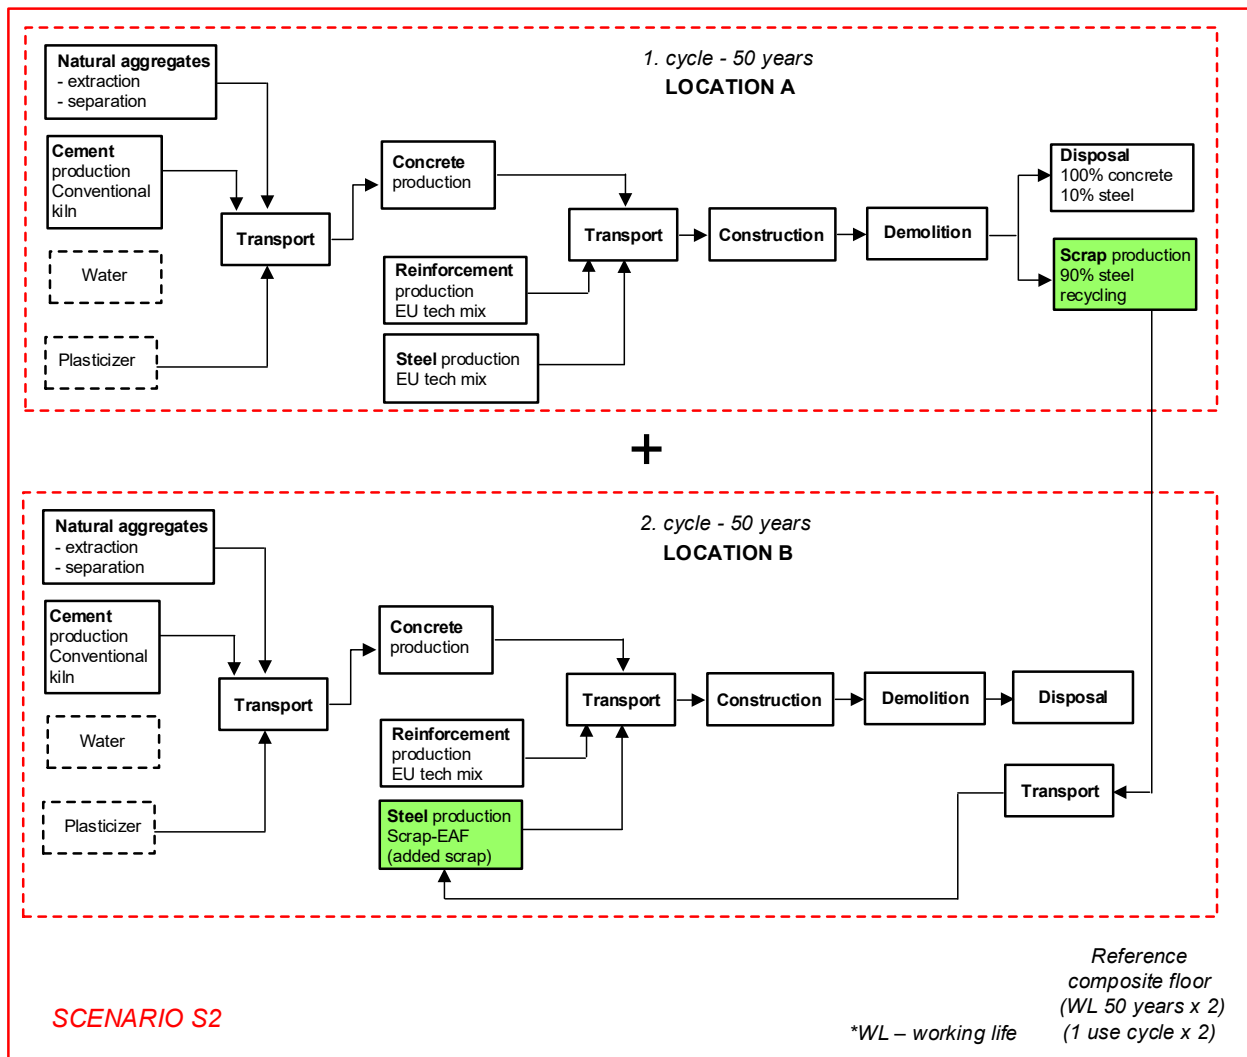 1. cycle - 50 years
LOCATION A
Natural aggregates
- extraction
- separation
Cement
production
Conventional
kiln
Water
Plasticizer
Transport
Concrete
production
Reinforcement
production
EU tech mix
Steel production
EU tech mix
Transport
Construction
Demolition
Disposal
100% concrete
10% steel
Scrap production
90% steel
recycling
+
2. cycle - 50 years
LOCATION B
Natural aggregates
- extraction
- separation
Cement
production
Conventional
kiln
Water
Plasticizer
Transport
Concrete
production
Reinforcement
production
EU tech mix
Steel production
Scrap-EAF
(added scrap)
Transport
Construction
Demolition
Disposal
Transport
SCENARIO S2
*WL – working life
Reference
composite floor
(WL 50 years x 2)
(1 use cycle x 2)